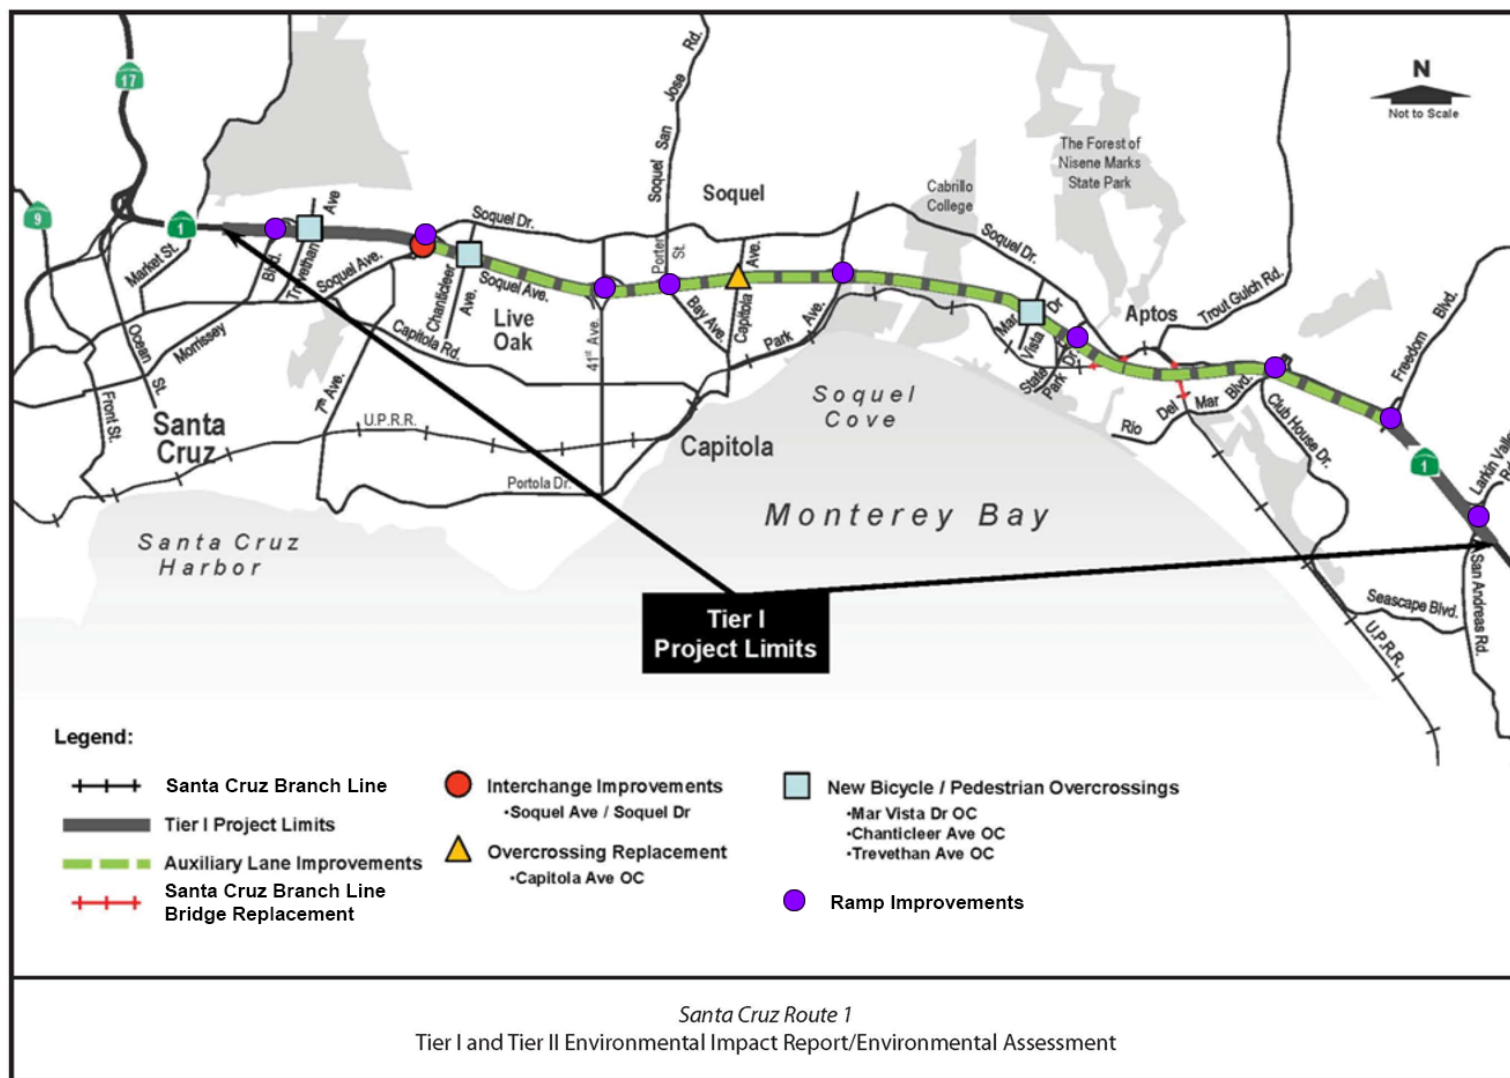 17
N
Not to Scale
Soquel San Jose Rd.
The Forest of
Nisene Marks
State Park
Cabrillo
College
Soquel
9
1
Ave
Soquel Dr.
Soquel Dr.
Market St.
Blvd.
Trevethan
Soquel Ave.
Chanticleer
Ave.
Soquel Ave.
Porter
St.
Ave.
Capitola
Bay Ave.
Park Ave.
Live
Oak
41st Ave.
Mar
Vista
Dr
State
Park
Dr.
Aptos
Trout Gulch Rd.
Freedom Blvd.
Ocean
St.
Morrissey
Capitola Rd.
7th Ave.
Front St.
Santa
Cruz
U.P.R.R.
Portola Dr.
Capitola
Soquel
Cove
Rio
Del
Mar
Blvd.
Club House Dr.
1
Larkin
Monterey Bay
Santa Cruz
Harbor
Tier I
Project Limits
Seascape Blvd.
San Andreas Rd.
U.P.R.R.
Legend:
Santa Cruz Branch Line
Tier I Project Limits
Auxiliary Lane Improvements
Santa Cruz Branch Line
Bridge Replacement
Interchange Improvements
•Soquel Ave / Soquel Dr
Overcrossing Replacement
•Capitola Ave OC
New Bicycle / Pedestrian Overcrossings
•Mar Vista Dr OC
•Chanticleer Ave OC
•Trevethan Ave OC
Ramp Improvements
Santa Cruz Route 1
Tier I and Tier II Environmental Impact Report/Environmental Assessment